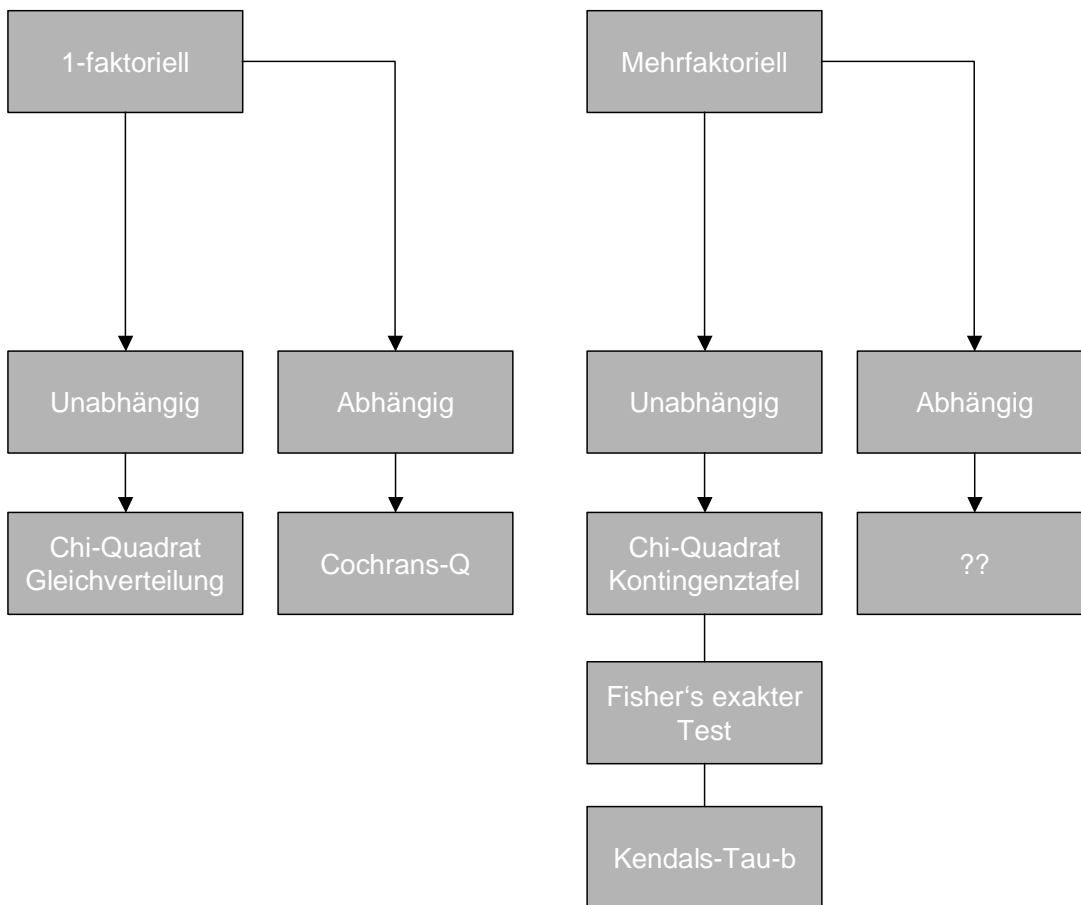 1-faktoriell
Mehrfaktoriell
Unabhängig
Abhängig
Unabhängig
Abhängig
Chi-Quadrat
Gleichverteilung
Cochrans-Q
Chi-Quadrat
Kontingenztafel
??
Fisher‘s exakter
Test
Kendals-Tau-b